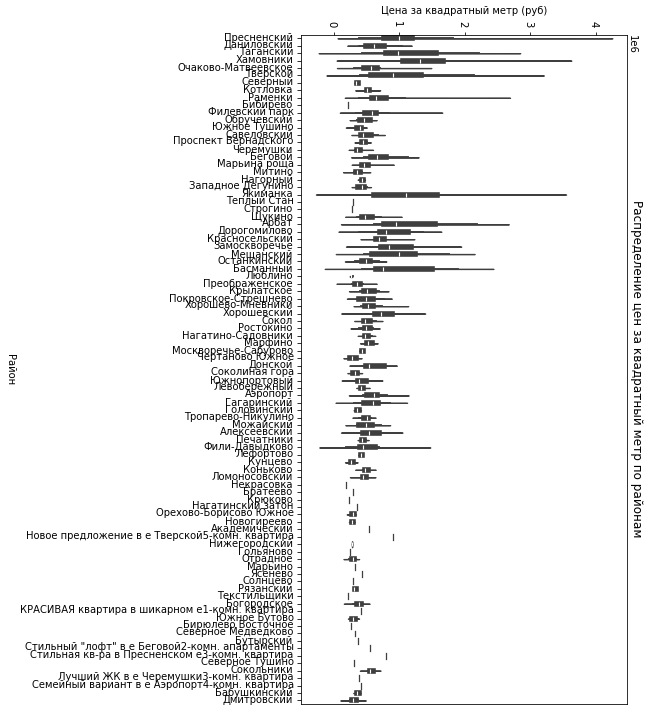 Цена за квадратный метр (руб)
0
1
2
3
4
1e6
Пресненский
Даниловский
Таганский
Хамовники
Очаково-Матвеевское
Тверской
Северный
Котловка
Раменки
Бибирево
Филевский парк
Обручевский
Южное Тушино
Савеловский
Проспект Вернадского
Черемушки
Беговой
Марьина роща
Митино
Нагорный
Западное Дегунино
Якиманка
Теплый Стан
Строгино
Щукино
Арбат
Дорогомилово
Красносельский
Замоскворечье
Мещанский
Останкинский
Басманный
Люблино
Преображенское
Крылатское
Покровское-Стрешнево
Хорошево-Мневники
Хорошевский
Сокол
Ростокино
Нагатино-Садовники
Марфино
Москворечье-Сабурово
Чертаново Южное
Донской
Соколиная гора
Южнопортовый
Левобережный
Аэропорт
Гагаринский
Головинский
Тропарево-Никулино
Можайский
Алексеевский
Печатники
Фили-Давыдково
Лефортово
Кунцево
Коньково
Ломоносовский
Некрасовка
Братеево
Крюково
Нагатинский затон
Орехово-Борисово Южное
Новогиреево
Академический
Новое предложение в е Тверской5-комн. квартира
Нижегородский
Гольяново
Отрадное
Марьино
Ясенево
Солнцево
Рязанский
Текстильщики
Богородское
КРАСИВАЯ квартира в шикарном е1-комн. квартира
Южное Бутово
Бирюлево Восточное
Северное Медведково
Бутырский
Стильный "лофт" в е Беговой2-комн. апартаменты
Стильная кв-ра в Пресненском е3-комн. квартира
Северное Тушино
Сокольники
Лучший ЖК в е Черемушки3-комн. квартира
Семейный вариант в е Аэропорт4-комн. квартира
Бабушкинский
Дмитровский
Район
Распределение цен за квадратный метр по районам